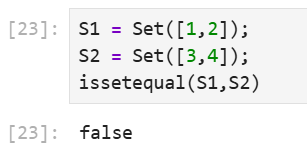 [23]: S1 = Set([1,2]);
S2 = Set([3,4]);
issetequal(S1,S2)
[23]: false